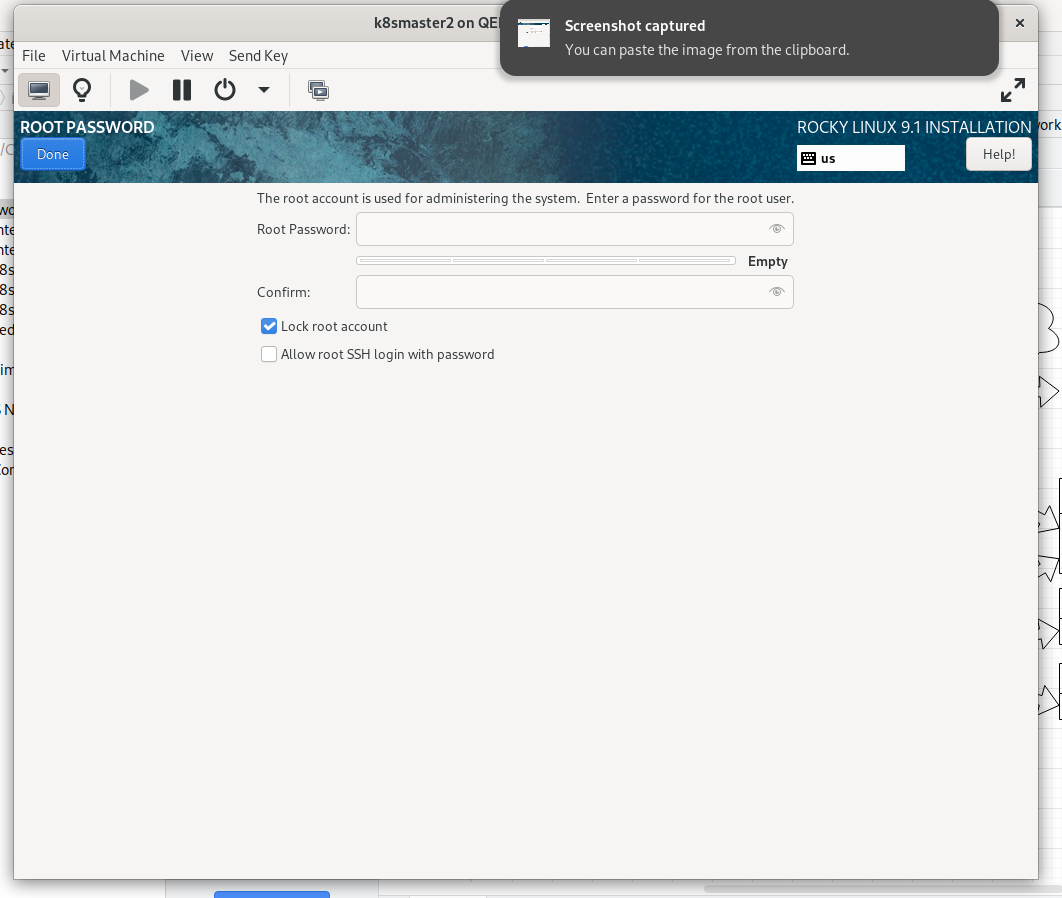 k8smaster2 on QE
Screenshot captured
You can paste the image from the clipboard.
File Virtual Machine View Send Key
ROOT PASSWORD
ROCKY LINUX 9.1 INSTALLATION
Done
us
Help!
The root account is used for administering the system. Enter a password for the root user.
Root Password:
Empty
Confirm:
Lock root account
Allow root SSH login with password